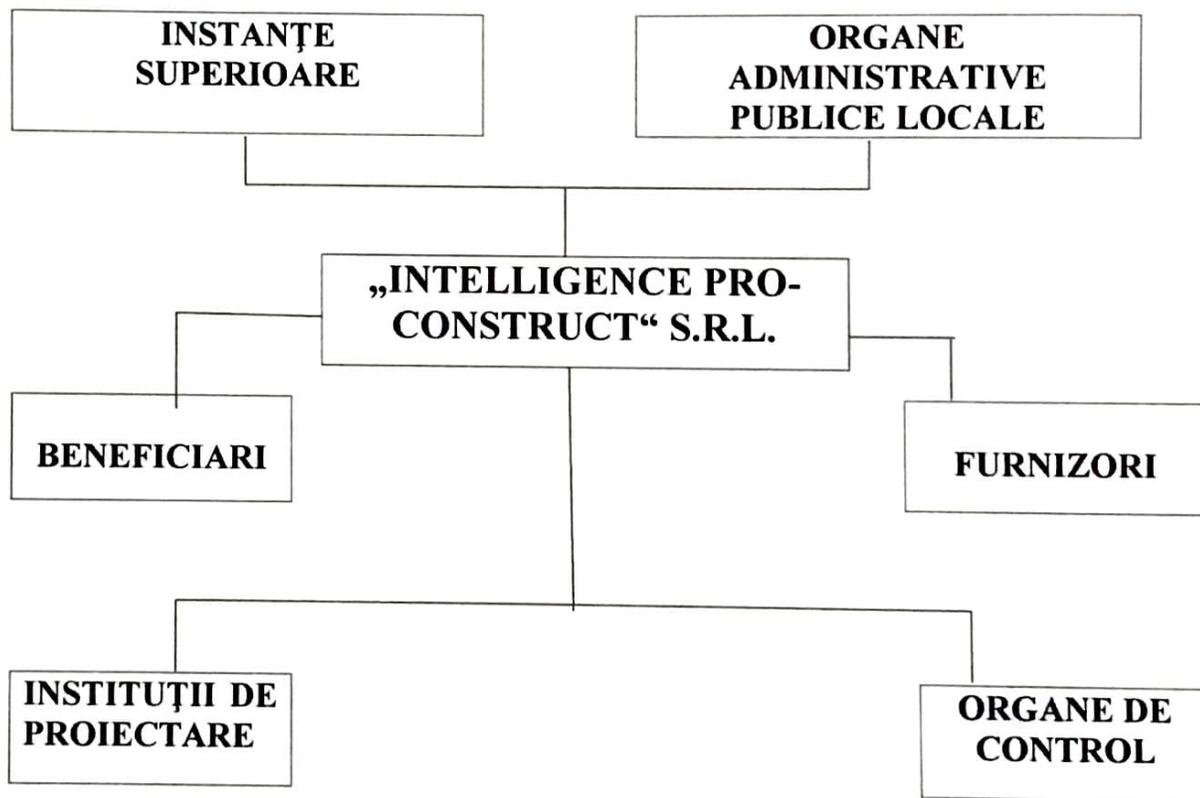 INSTANŢE
SUPERIOARE
ORGANE
ADMINISTRATIVE
PUBLICE LOCALE
„INTELLIGENCE PRO-
CONSTRUCT“ S.R.L.
BENEFICIARI
FURNIZORI
INSTITUŢII DE
PROIECTARE
ORGANE DE
CONTROL